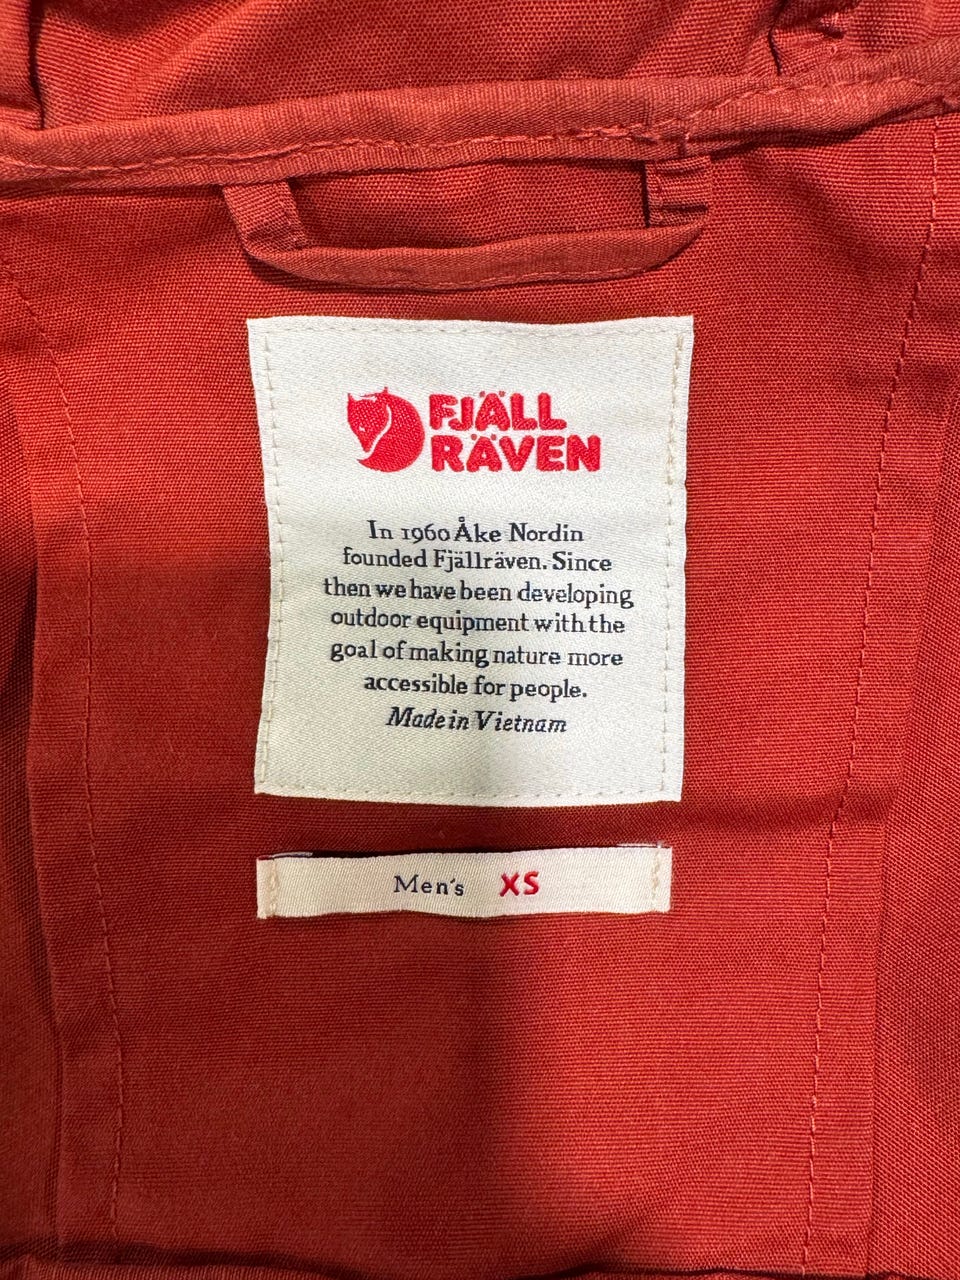 FJÄLL
RÄVEN
In 1960 Åke Nordin
founded Fjällräven. Since
then we have been developing
outdoor equipment with the
goal of making nature more
accessible for people.
Made in Vietnam
Men's XS